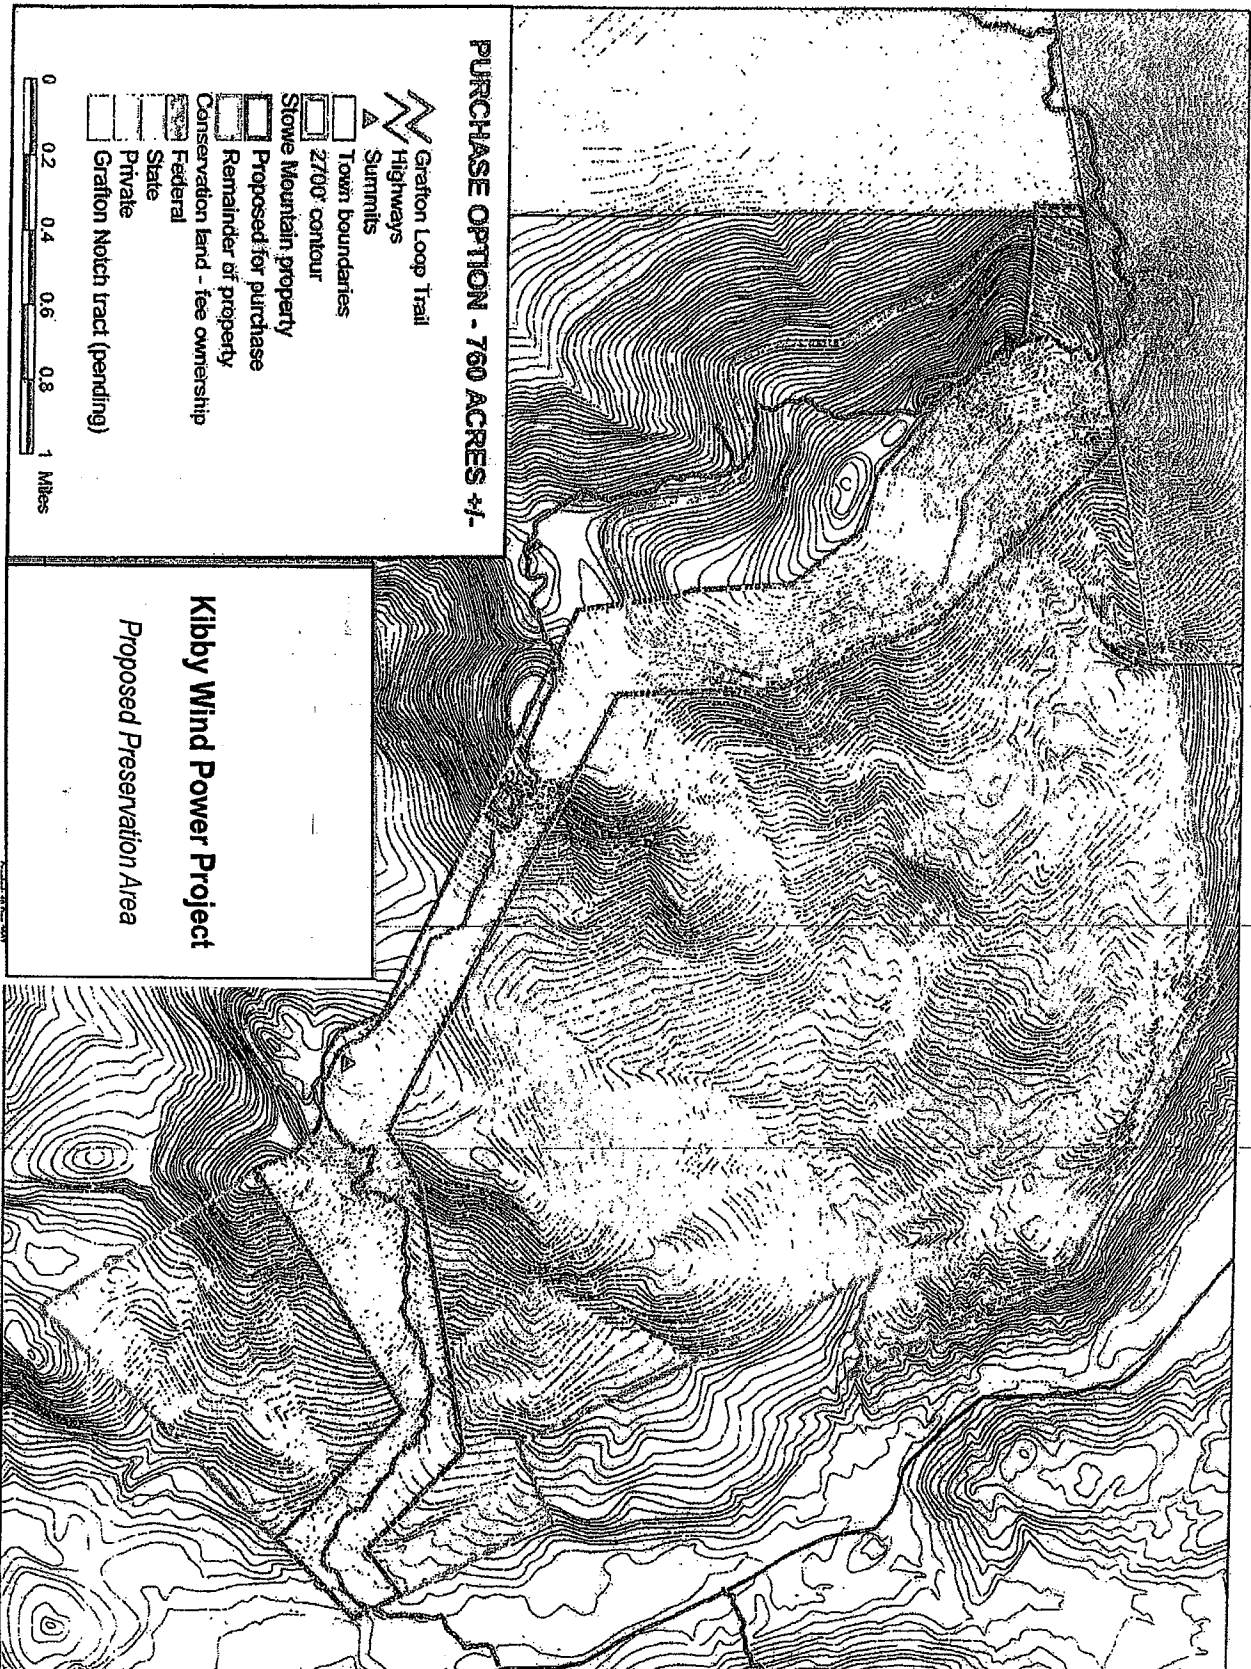 PURCHASE OPTION - 760 ACRES +/-
Grafton Loop Trail
Highways
Summits
Town boundaries
2700' contour
Stowe Mountain property
Proposed for purchase
Remainder of property
Conservation land - fee ownership
Federal
State
Private
Grafton Notch tract (pending)
0 0.2 0.4 0.6 0.8 1 Miles
Kibby Wind Power Project
Proposed Preservation Area